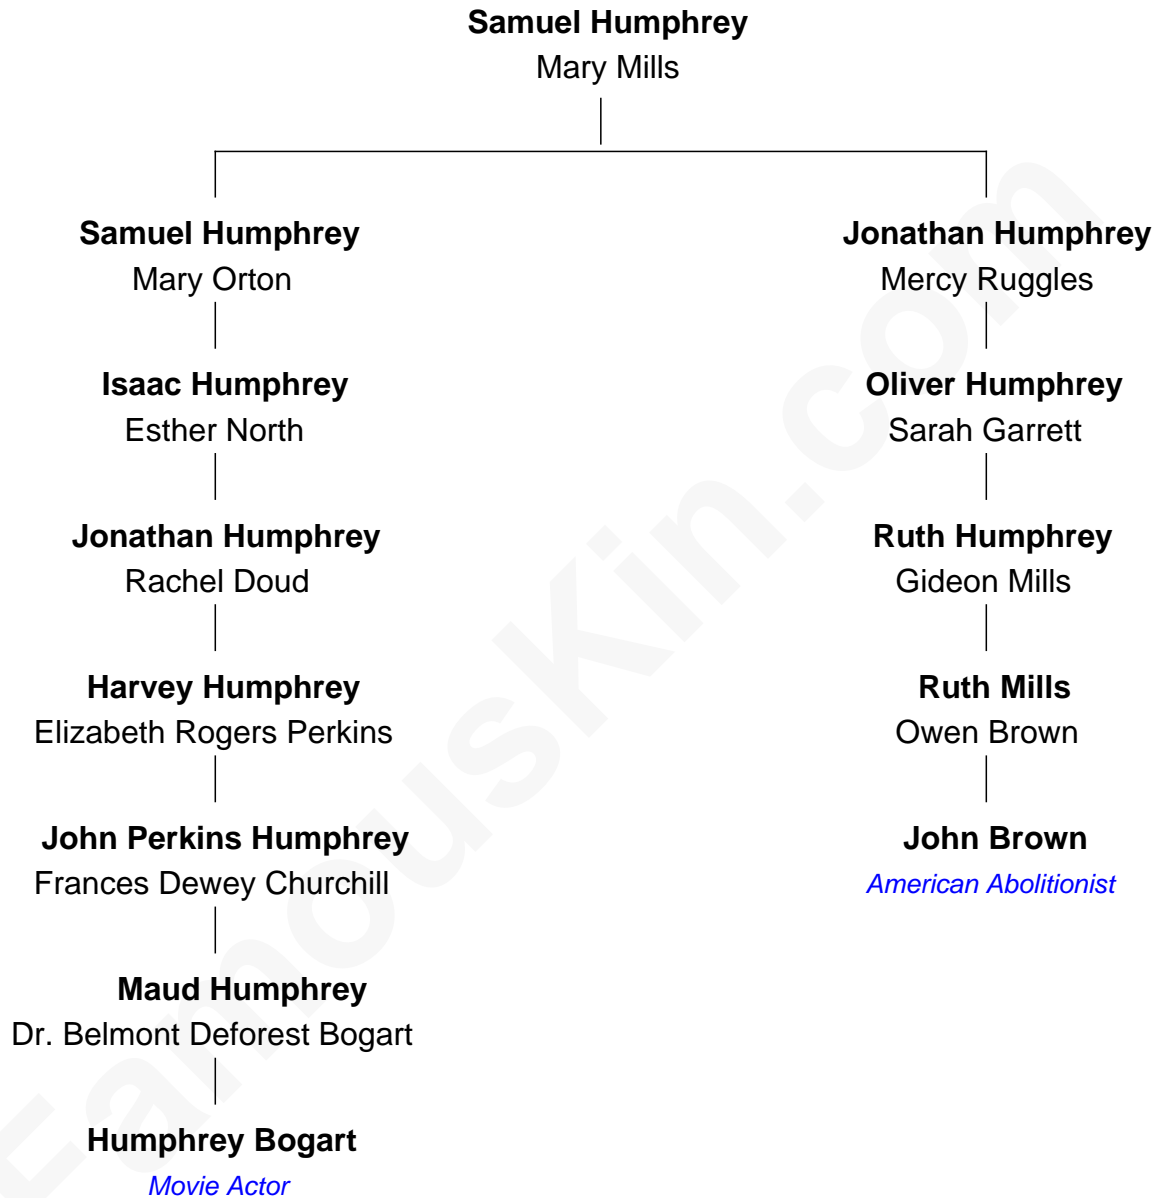 Samuel Humphrey
Mary Mills
Samuel Humphrey
Mary Orton
Isaac Humphrey
Esther North
Jonathan Humphrey
Rachel Doud
Harvey Humphrey
Elizabeth Rogers Perkins
John Perkins Humphrey
Frances Dewey Churchill
Maud Humphrey
Dr. Belmont Deforest Bogart
Humphrey Bogart
Movie Actor
Jonathan Humphrey
Mercy Ruggles
Oliver Humphrey
Sarah Garrett
Ruth Humphrey
Gideon Mills
Ruth Mills
Owen Brown
John Brown
American Abolitionist
FamousKin.com